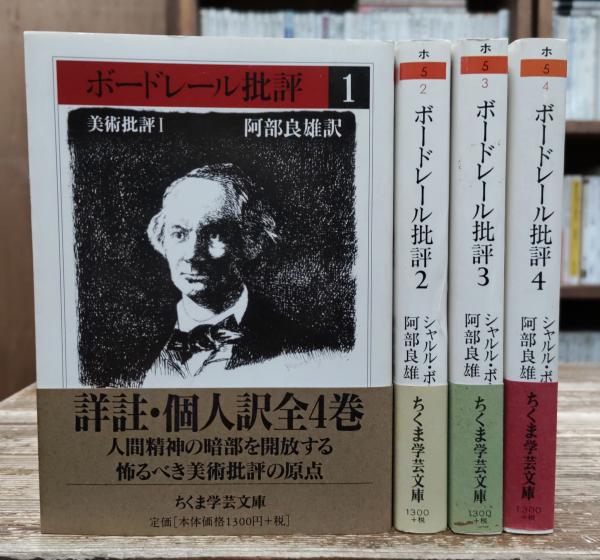 ボードレール批評 1
美術批評Ⅰ 阿部良雄訳
詳註・個人訳全4巻
人間精神の暗部を開放する
怖るべき美術批評の原点
ちくま学芸文庫
定価[本体価格1300円+税]
ホ
5
2
ボードレール批評2
シャルル・ボ
阿部良雄
ちくま学芸文庫
1300
+税
ホ
5
3
ボードレール批評3
シャルル・ボ
阿部良雄
ちくま学芸文庫
1300
+税
ホ
5
4
ボードレール批評4
シャルル・ボ
阿部良雄
ちくま学芸文庫
1300
+税